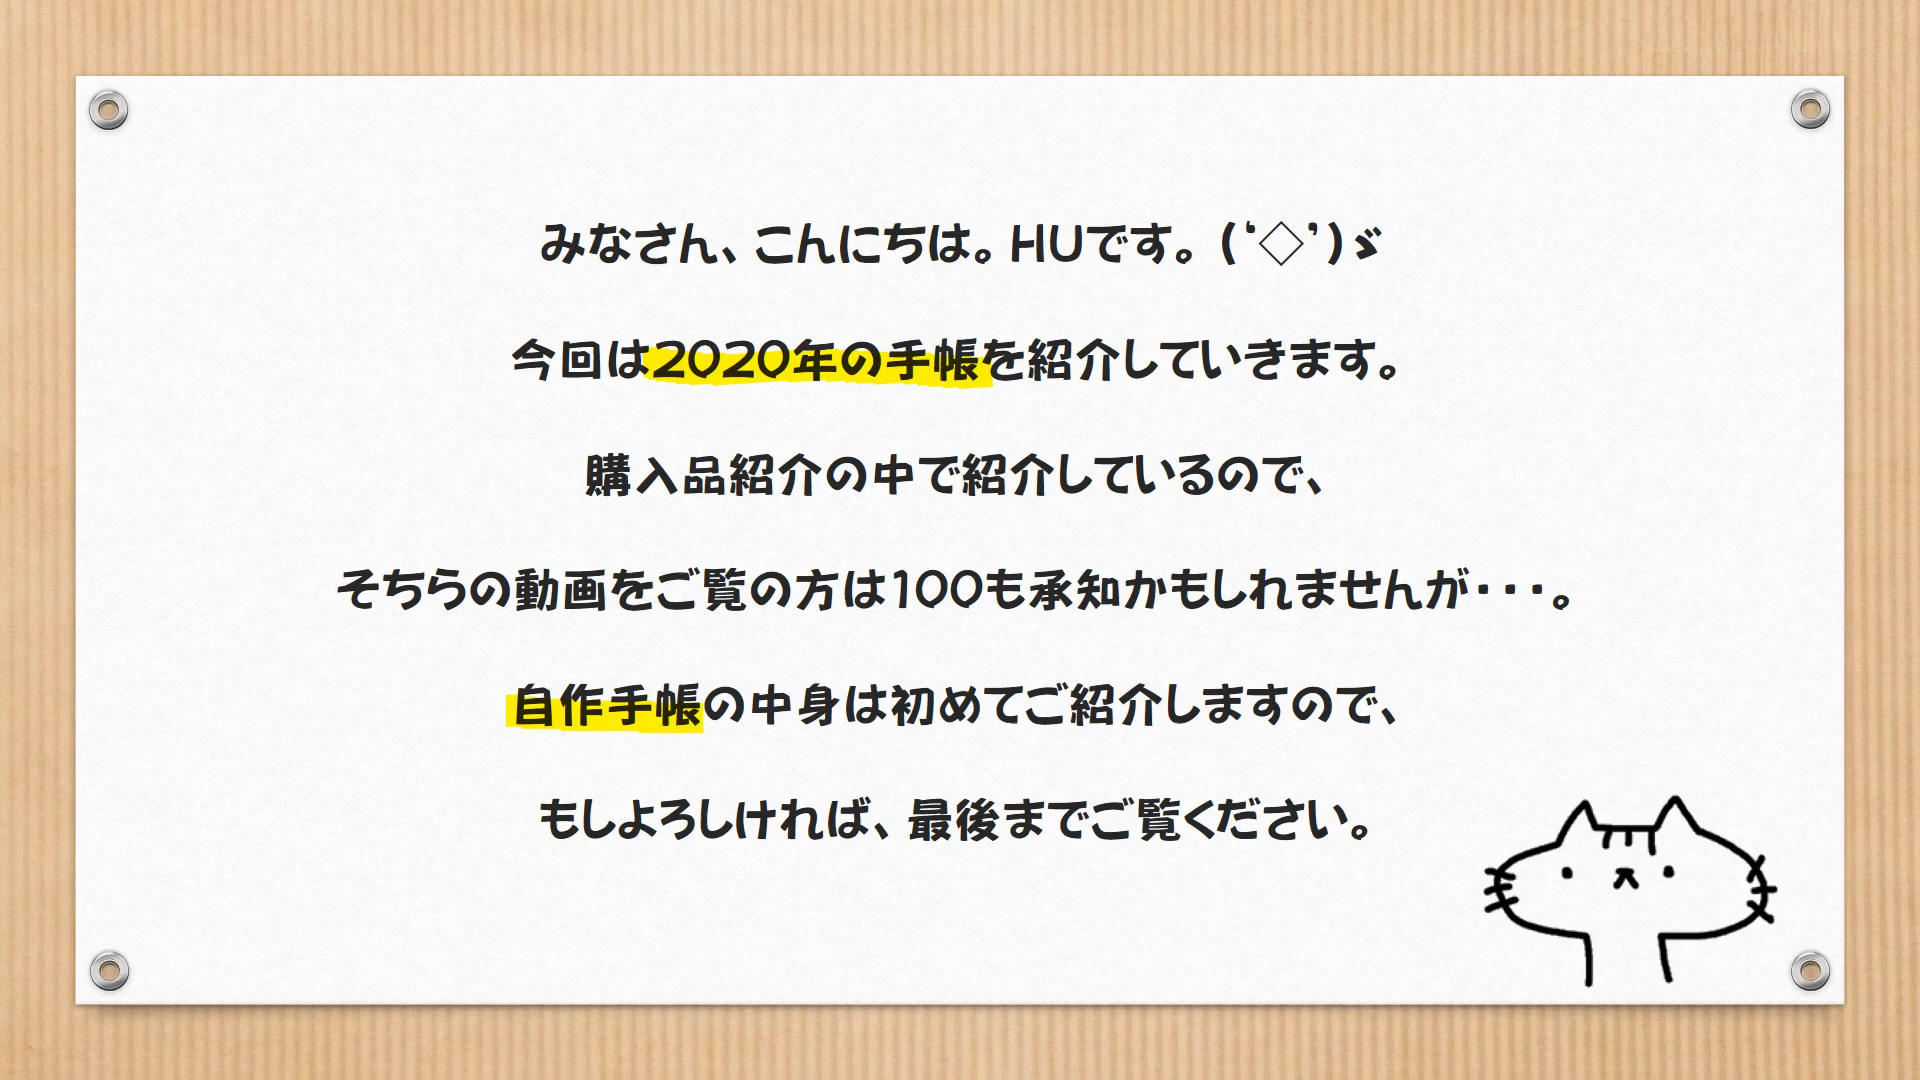 みなさん、こんにちは。HUです。(‘◇’)ゞ
今回は2020年の手帳を紹介していきます。
購入品紹介の中で紹介しているので、
そちらの動画をご覧の方は100も承知かもしれませんが・・・。
自作手帳の中身は初めてご紹介しますので、
もしよろしければ、最後までご覧ください。